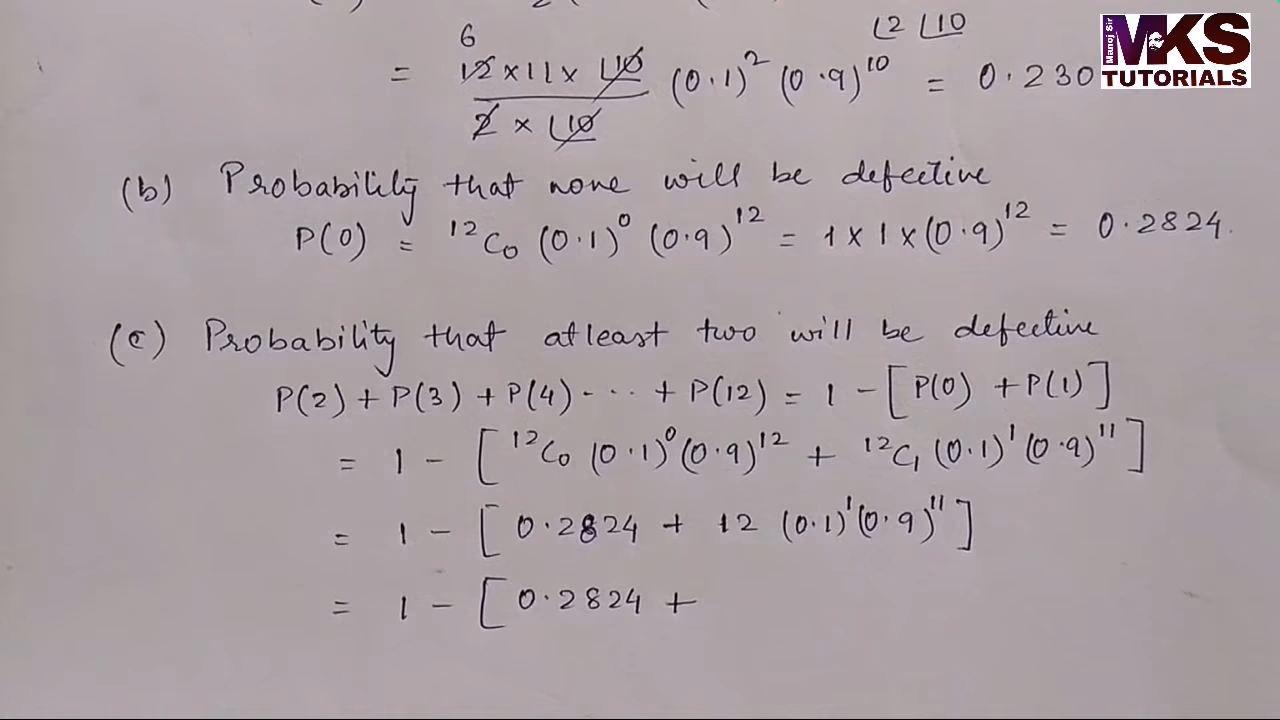 Manoj Sir
MKS
TUTORIALS
⌊2 ⌊10
6
= 12 × 11 × ⌊10 / 2 × ⌊10 (0.1)² (0.9)¹⁰ = 0.230
(b) Probability that none will be defective
P(0) = ¹²C₀ (0.1)⁰ (0.9)¹² = 1 × 1 × (0.9)¹² = 0.2824.
(c) Probability that atleast two will be defective
P(2) + P(3) + P(4) - ... + P(12) = 1 - [P(0) + P(1)]
= 1 - [¹²C₀ (0.1)⁰ (0.9)¹² + ¹²C₁ (0.1)¹ (0.9)¹¹]
= 1 - [0.2824 + 12 (0.1)¹ (0.9)¹¹]
= 1 - [0.2824 +